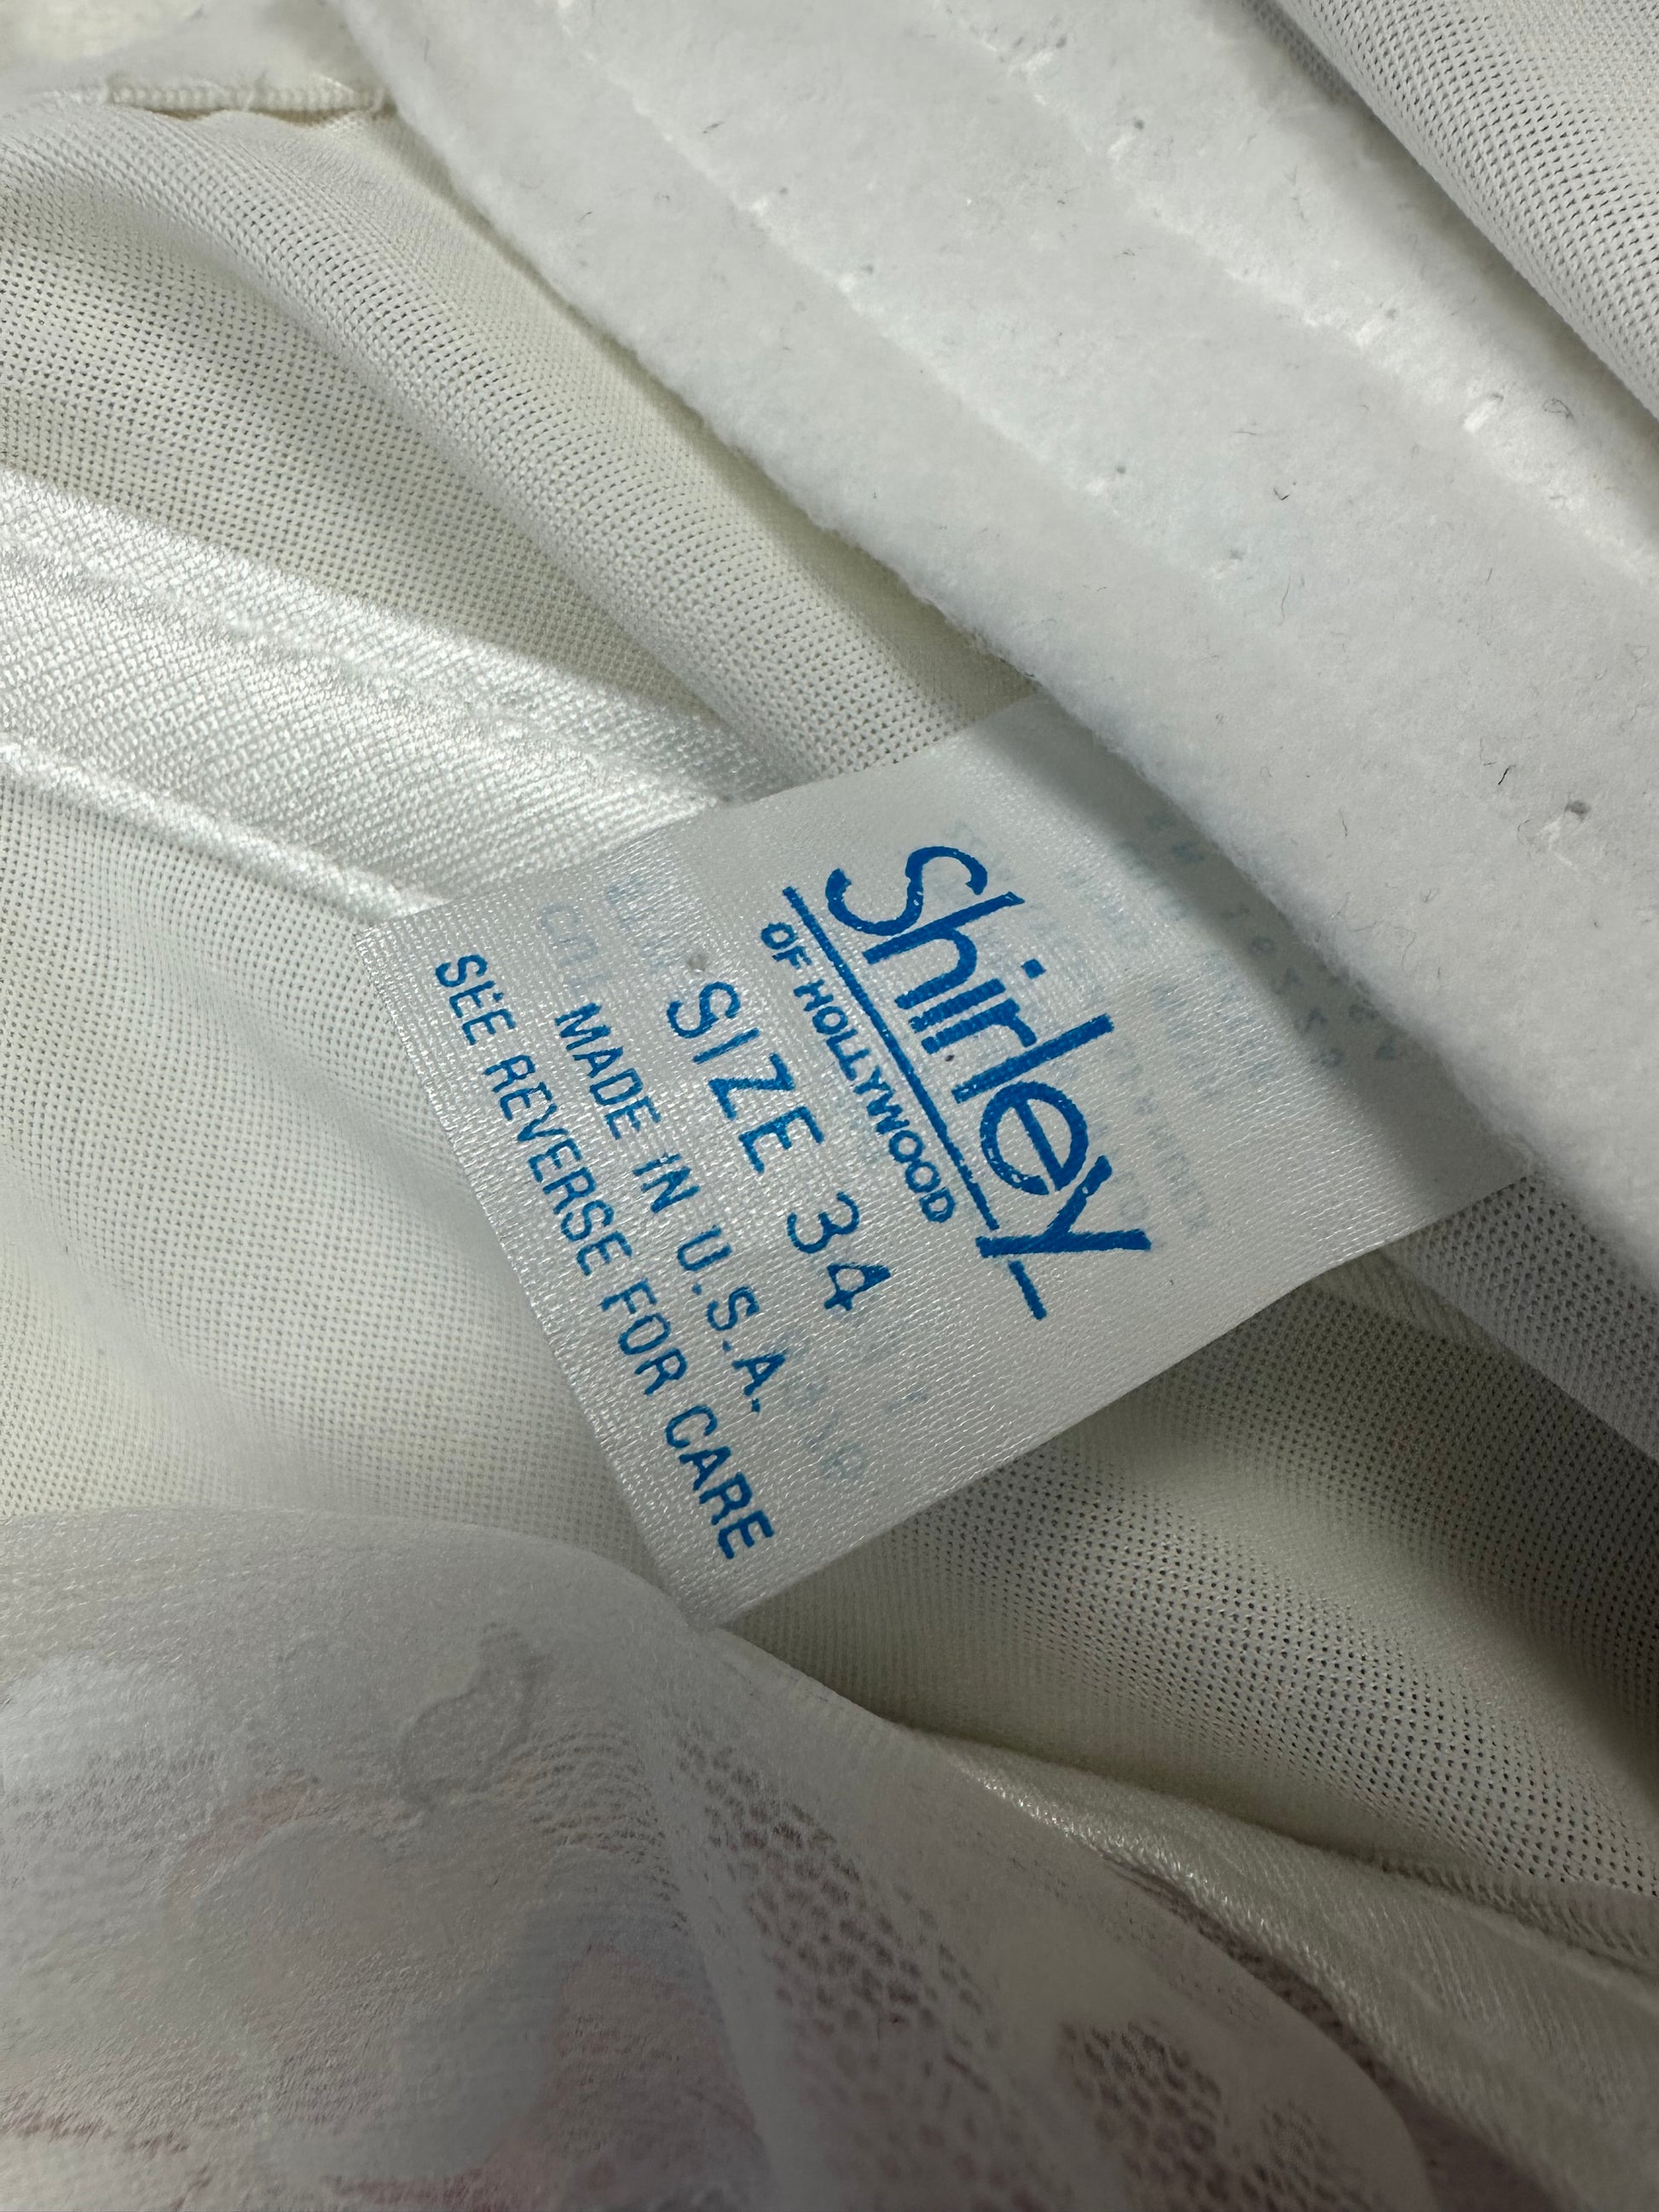 Shirley
OF HOLLYWOOD
SIZE 34
MADE IN U.S.A.
SEE REVERSE FOR CARE